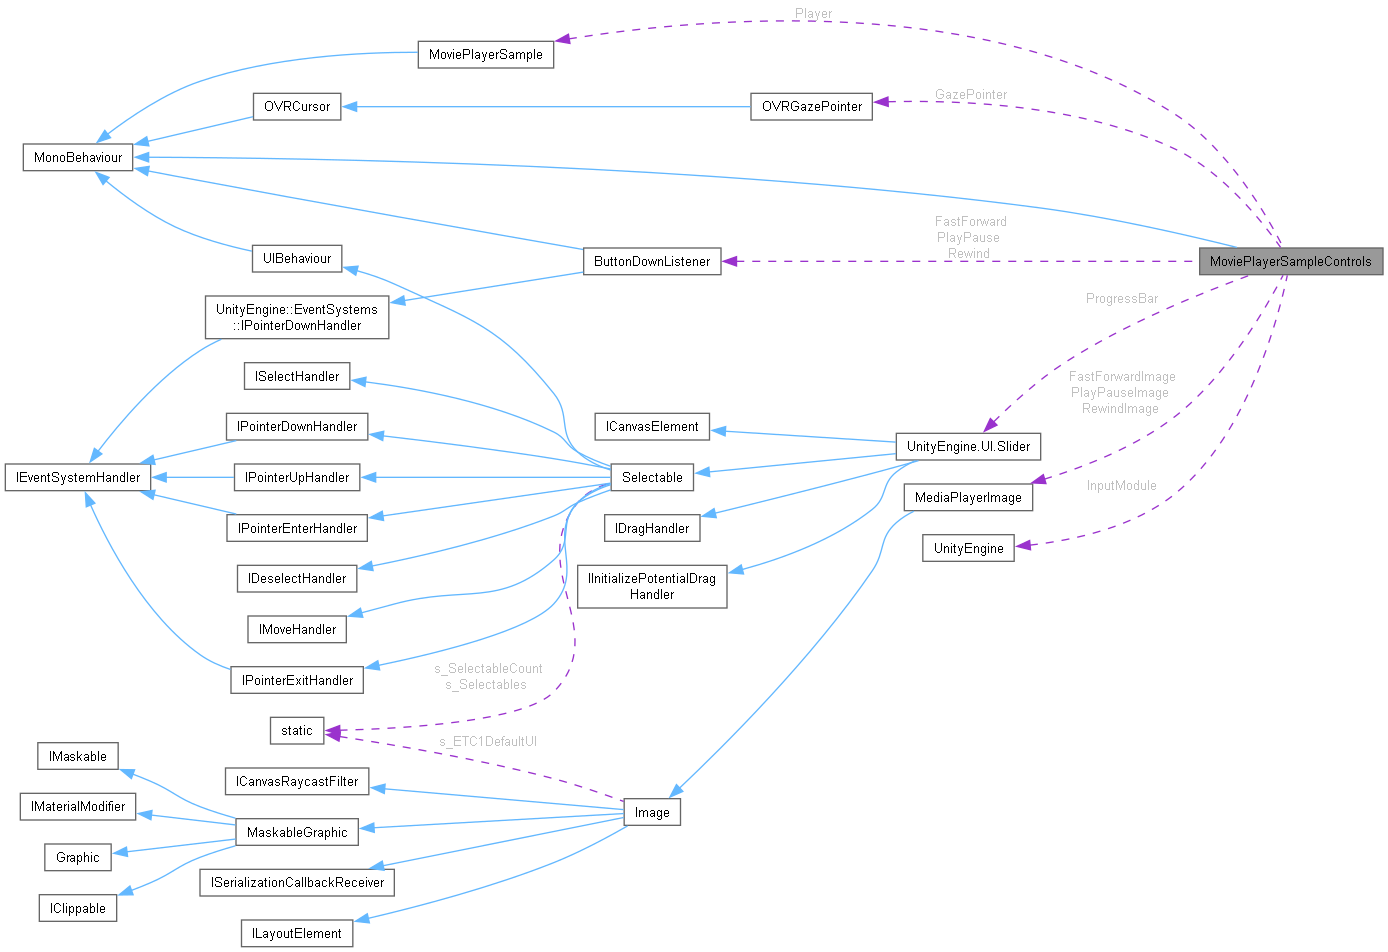 Player
MoviePlayerSample
GazePointer
OVRCursor
OVRGazePointer
MonoBehaviour
FastForward
PlayPause
Rewind
UIBehaviour
ButtonDownListener
MoviePlayerSampleControls
UnityEngine::EventSystems
::IPointerDownHandler
ProgressBar
ISelectHandler
FastForwardImage
PlayPauseImage
RewindImage
IPointerDownHandler
ICanvasElement
UnityEngine.UI.Slider
IEventSystemHandler
IPointerUpHandler
Selectable
InputModule
MediaPlayerImage
IPointerEnterHandler
IDragHandler
UnityEngine
IDeselectHandler
IInitializePotentialDrag
Handler
IMoveHandler
s_SelectableCount
s_Selectables
IPointerExitHandler
static
s_ETC1DefaultUI
IMaskable
ICanvasRaycastFilter
IMaterialModifier
Image
MaskableGraphic
Graphic
ISerializationCallbackReceiver
IClippable
ILayoutElement